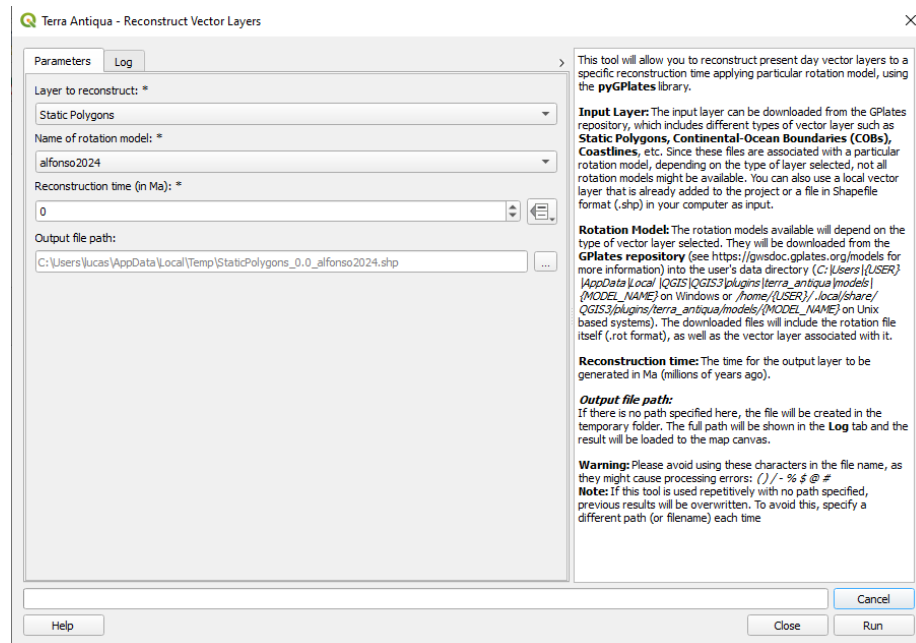 Terra Antiqua - Reconstruct Vector Layers
Parameters
Log
Layer to reconstruct: *
Static Polygons
Name of rotation model: *
alfonso2024
Reconstruction time (in Ma): *
0
Output file path:
C:\Users\lucas\AppData\Local\Temp\StaticPolygons_0.0_alfonso2024.shp
...
This tool will allow you to reconstruct present day vector layers to a
specific reconstruction time applying particular rotation model, using
the pyGPlates library.
Input Layer: The input layer can be downloaded from the GPlates
repository, which includes different types of vector layer such as
Static Polygons, Continental-Ocean Boundaries (COBs),
Coastlines, etc. Since these files are associated with a particular
rotation model, depending on the type of layer selected, not all
rotation models might be available. You can also use a local vector
layer that is already added to the project or a file in Shapefile
format (.shp) in your computer as input.
Rotation Model: The rotation models available will depend on the
type of vector layer selected. They will be downloaded from the
GPlates repository (see https://gwsdoc.gplates.org/models for
more information) into the user's data directory (C:\Users\{USER}
\AppData\Local \QGIS\QGIS3\plugins\terra_antiqua\models\
{MODEL_NAME} on Windows or /home/{USER}/.local/share/
QGIS3/plugins/terra_antiqua/models/{MODEL_NAME} on Unix
based systems). The downloaded files will include the rotation file
itself (.rot format), as well as the vector layer associated with it.
Reconstruction time: The time for the output layer to be
generated in Ma (millions of years ago).
Output file path:
If there is no path specified here, the file will be created in the
temporary folder. The full path will be shown in the Log tab and the
result will be loaded to the map canvas.
Warning: Please avoid using these characters in the file name, as
they might cause processing errors: ( ) / - % $ @ #
Note: If this tool is used repetitively with no path specified,
previous results will be overwritten. To avoid this, specify a
different path (or filename) each time
Cancel
Help
Close
Run